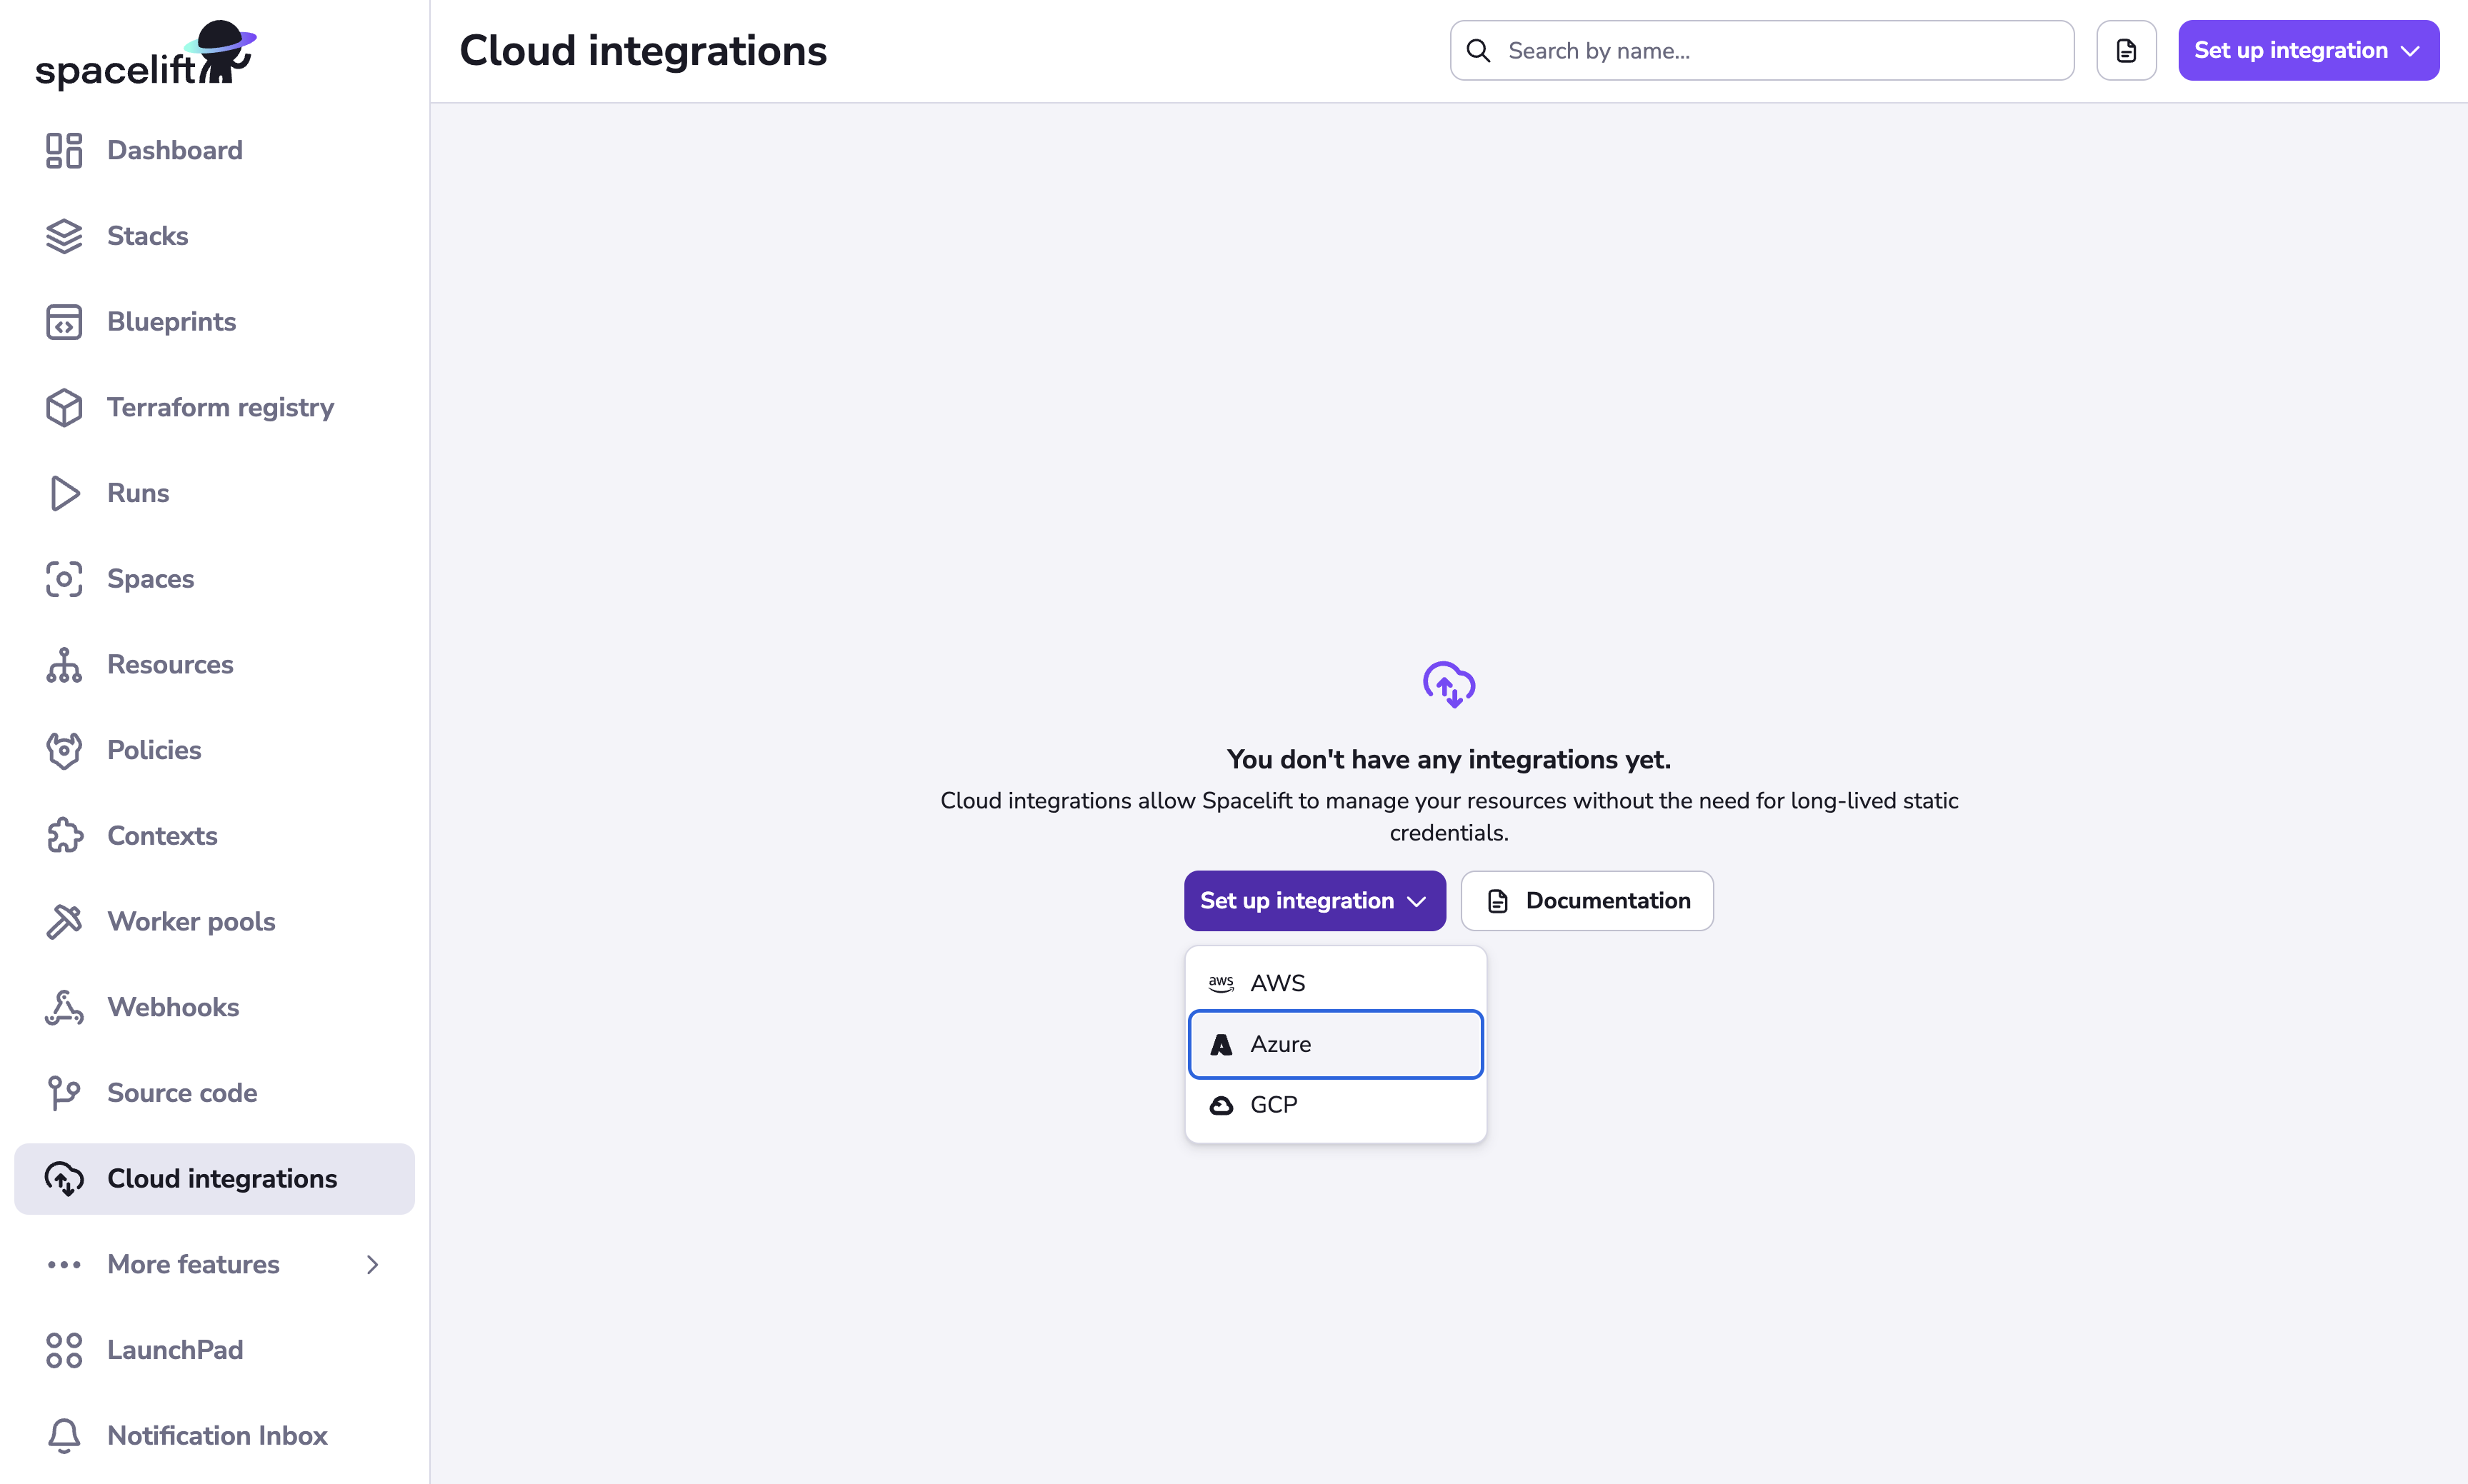 spacelift
Cloud integrations
Search by name...
Set up integration
Dashboard
Stacks
Blueprints
Terraform registry
Runs
Spaces
Resources
Policies
Contexts
Worker pools
Webhooks
Source code
Cloud integrations
More features
LaunchPad
Notification Inbox
You don't have any integrations yet.
Cloud integrations allow Spacelift to manage your resources without the need for long-lived static
credentials.
Set up integration
Documentation
aws AWS
Azure
GCP